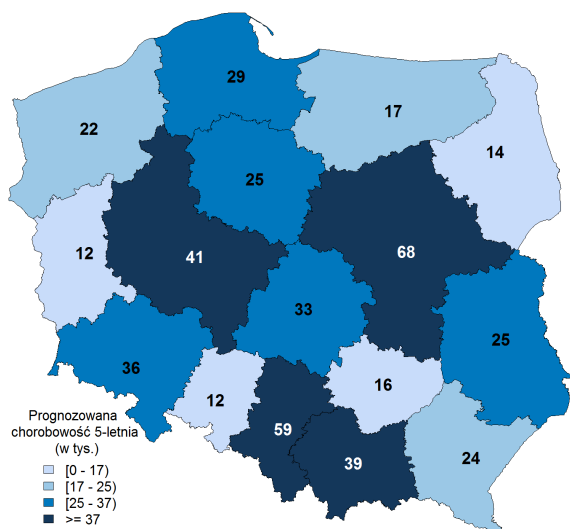 29
22
17
14
25
12
41
68
33
25
36
12
16
59
39
24
Prognozowana
chorobowość 5-letnia
(w tys.)
[0 - 17)
[17 - 25)
[25 - 37)
>= 37